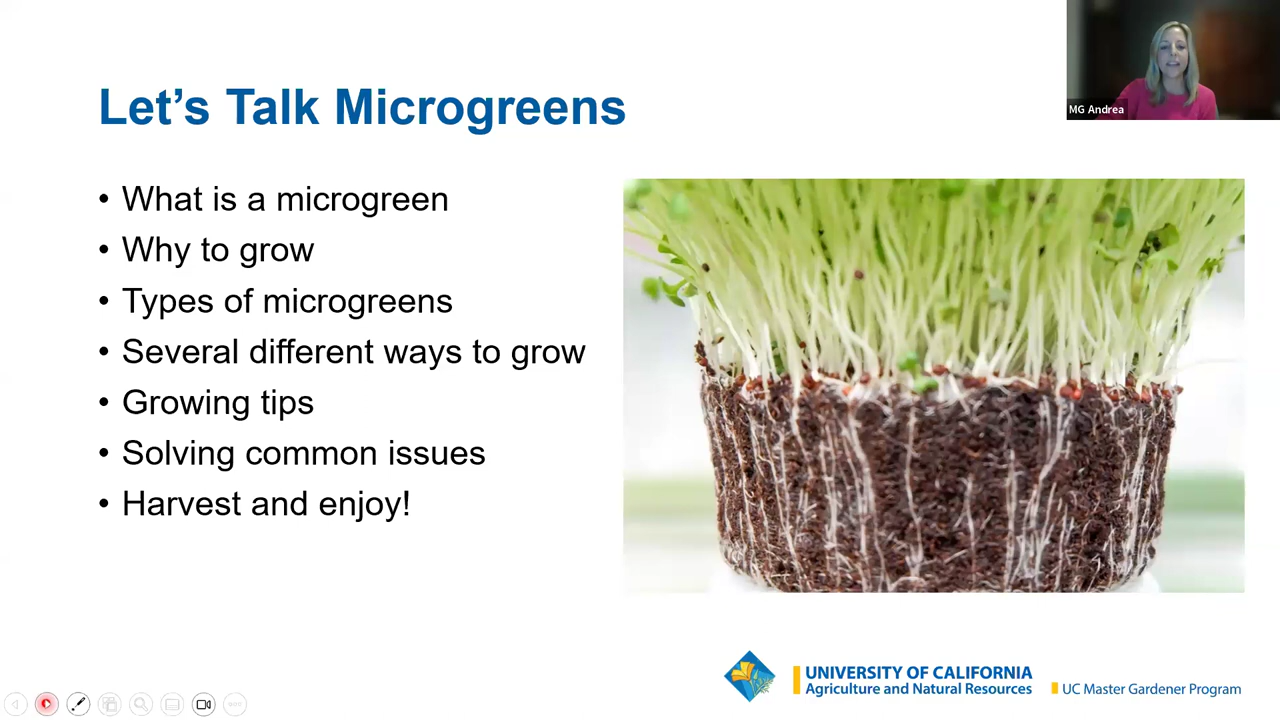 MG Andrea
Let's Talk Microgreens
• What is a microgreen
• Why to grow
• Types of microgreens
• Several different ways to grow
• Growing tips
• Solving common issues
• Harvest and enjoy!
UNIVERSITY OF CALIFORNIA
Agriculture and Natural Resources
UC Master Gardener Program